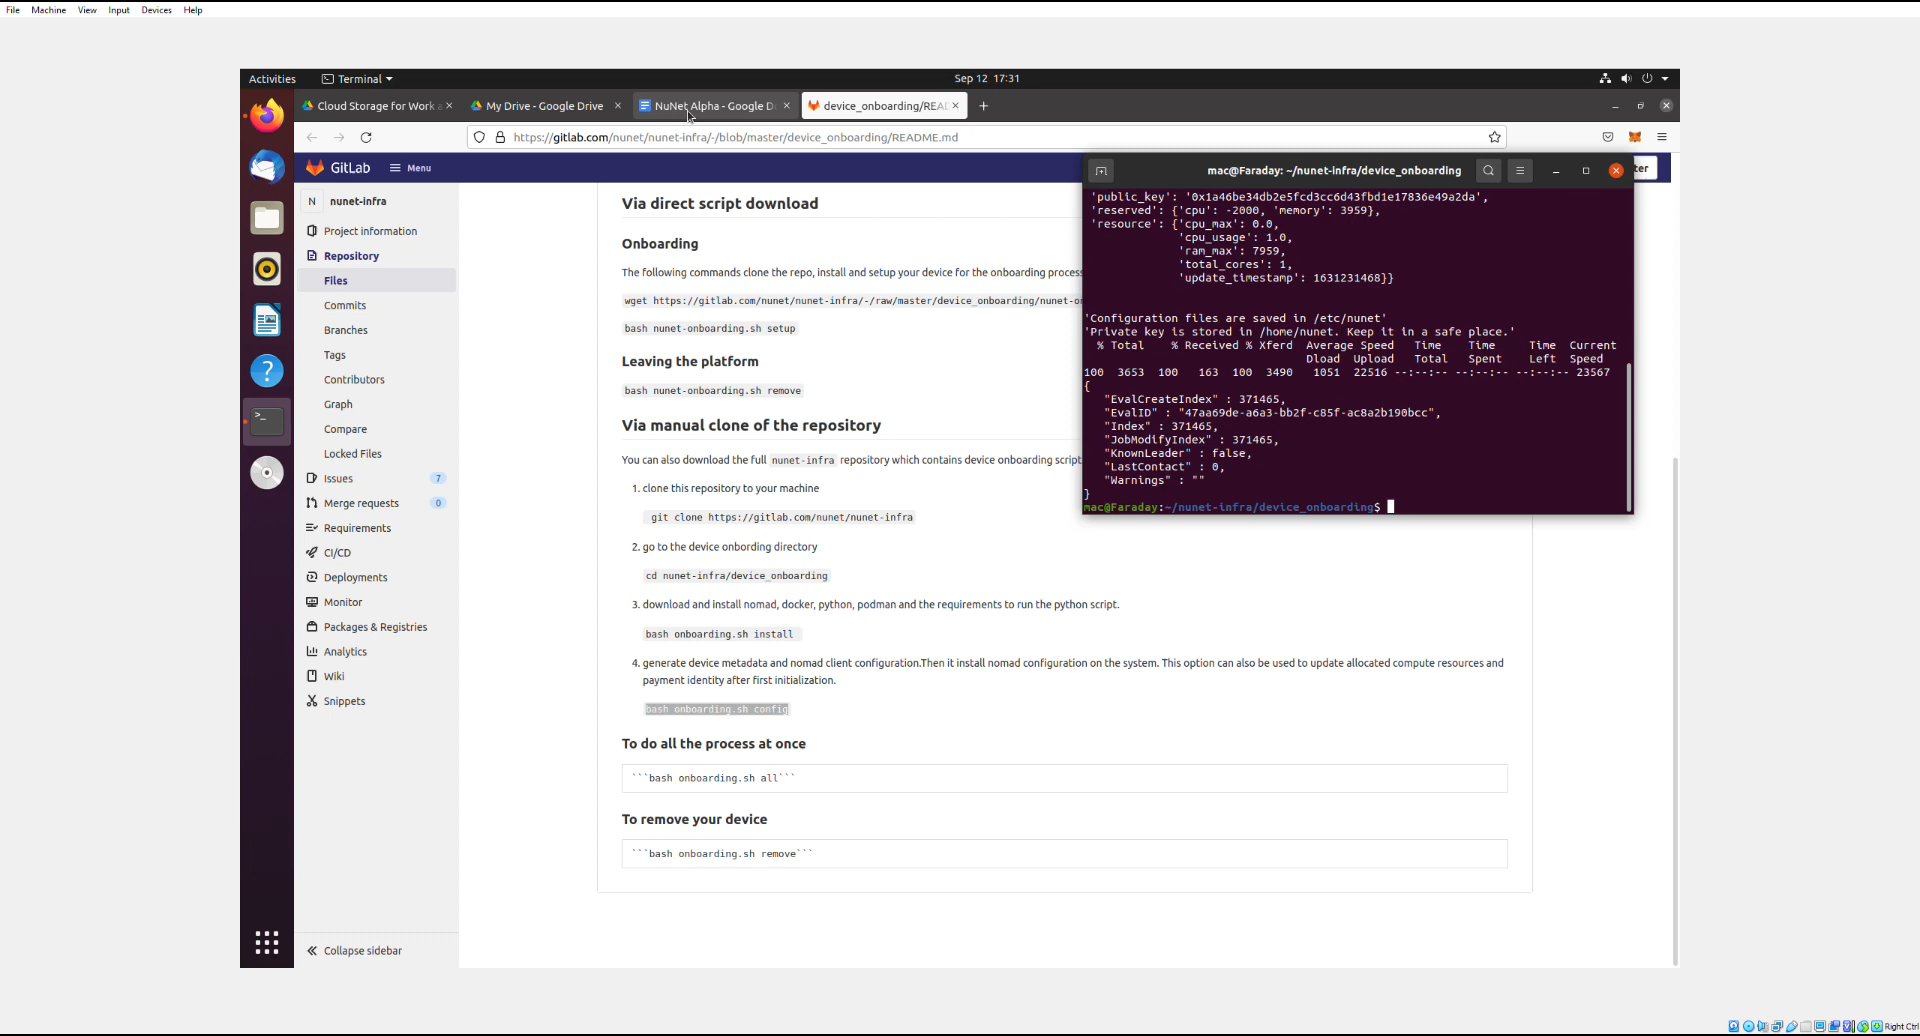 File Machine View Input Devices Help
Activities Terminal Sep 12 17:31
Cloud Storage for Work a
My Drive - Google Drive
NuNet Alpha - Google D
device_onboarding/REA
https://gitlab.com/nunet/nunet-infra/-/blob/master/device_onboarding/README.md
GitLab Menu
N nunet-infra
Project information
Repository
Files
Commits
Branches
Tags
Contributors
Graph
Compare
Locked Files
Issues 7
Merge requests 0
Requirements
CI/CD
Deployments
Monitor
Packages & Registries
Analytics
Wiki
Snippets
Collapse sidebar
Via direct script download
Onboarding
The following commands clone the repo, install and setup your device for the onboarding process
wget https://gitlab.com/nunet/nunet-infra/-/raw/master/device_onboarding/nunet-on
bash nunet-onboarding.sh setup
Leaving the platform
bash nunet-onboarding.sh remove
Via manual clone of the repository
You can also download the full nunet-infra repository which contains device onboarding script
1. clone this repository to your machine
git clone https://gitlab.com/nunet/nunet-infra
2. go to the device onbording directory
cd nunet-infra/device_onboarding
3. download and install nomad, docker, python, podman and the requirements to run the python script.
bash onboarding.sh install
4. generate device metadata and nomad client configuration.Then it install nomad configuration on the system. This option can also be used to update allocated compute resources and
payment identity after first initialization.
bash onboarding.sh config
To do all the process at once
```bash onboarding.sh all```
To remove your device
```bash onboarding.sh remove```
mac@Faraday: ~/nunet-infra/device_onboarding
ter
'public_key': '0x1a46be34db2e5fcd3cc6d43fbd1e17836e49a2da',
'reserved': {'cpu': -2000, 'memory': 3959},
'resource': {'cpu_max': 0.0,
'cpu_usage': 1.0,
'ram_max': 7959,
'total_cores': 1,
'update_timestamp': 1631231468}}
'Configuration files are saved in /etc/nunet'
'Private key is stored in /home/nunet. Keep it in a safe place.'
% Total % Received % Xferd Average Speed Time Time Time Current
Dload Upload Total Spent Left Speed
100 3653 100 163 100 3490 1051 22516 --:--:-- --:--:-- --:--:-- 23567
{
"EvalCreateIndex" : 371465,
"EvalID" : "47aa69de-a6a3-bb2f-c85f-ac8a2b190bcc",
"Index" : 371465,
"JobModifyIndex" : 371465,
"KnownLeader" : false,
"LastContact" : 0,
"Warnings" : ""
}
mac@Faraday:~/nunet-infra/device_onboarding$
Right Ctrl